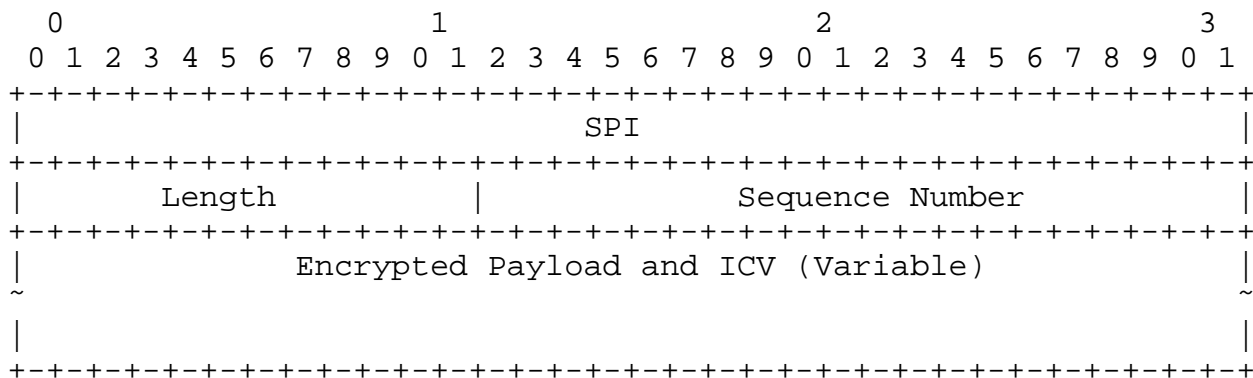 0                   1                   2                   3
0 1 2 3 4 5 6 7 8 9 0 1 2 3 4 5 6 7 8 9 0 1 2 3 4 5 6 7 8 9 0 1
+-+-+-+-+-+-+-+-+-+-+-+-+-+-+-+-+-+-+-+-+-+-+-+-+-+-+-+-+-+-+-+-+
|                              SPI                              |
+-+-+-+-+-+-+-+-+-+-+-+-+-+-+-+-+-+-+-+-+-+-+-+-+-+-+-+-+-+-+-+-+
|       Length          |             Sequence Number           |
+-+-+-+-+-+-+-+-+-+-+-+-+-+-+-+-+-+-+-+-+-+-+-+-+-+-+-+-+-+-+-+-+
|              Encrypted Payload and ICV (Variable)             |
~                                                               ~
|                                                               |
+-+-+-+-+-+-+-+-+-+-+-+-+-+-+-+-+-+-+-+-+-+-+-+-+-+-+-+-+-+-+-+-+